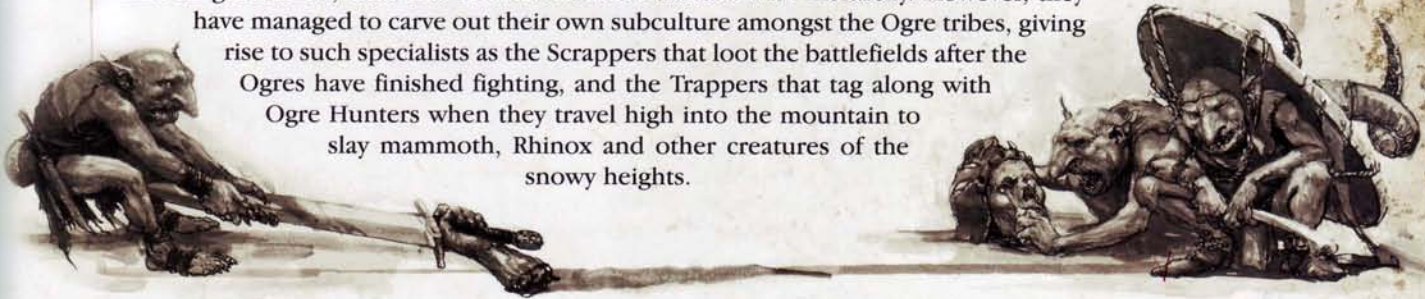 have managed to carve out their own subculture amongst the Ogre tribes, giving
rise to such specialists as the Scrappers that loot the battlefields after the
Ogres have finished fighting, and the Trappers that tag along with
Ogre Hunters when they travel high into the mountain to
slay mammoth, Rhinox and other creatures of the
snowy heights.